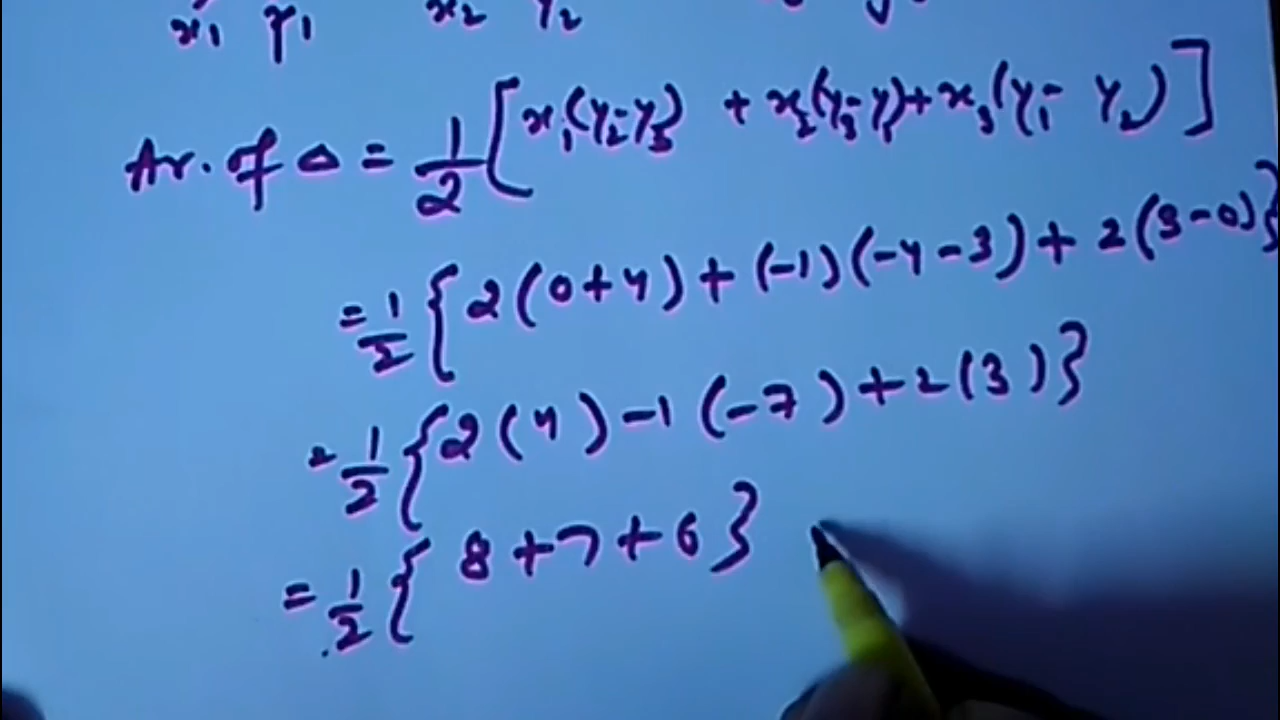 x₁ y₁ x₂ y₂
Ar. of Δ = 1/2 [x₁(y₂-y₃) + x₂(y₃-y₁)+x₃(y₁- y₂)]
= 1/2 {2(0+4)+(-1)(-4-3)+2(3-0)}
= 1/2 {2(4)-1(-7)+2(3)}
= 1/2 {8+7+6}